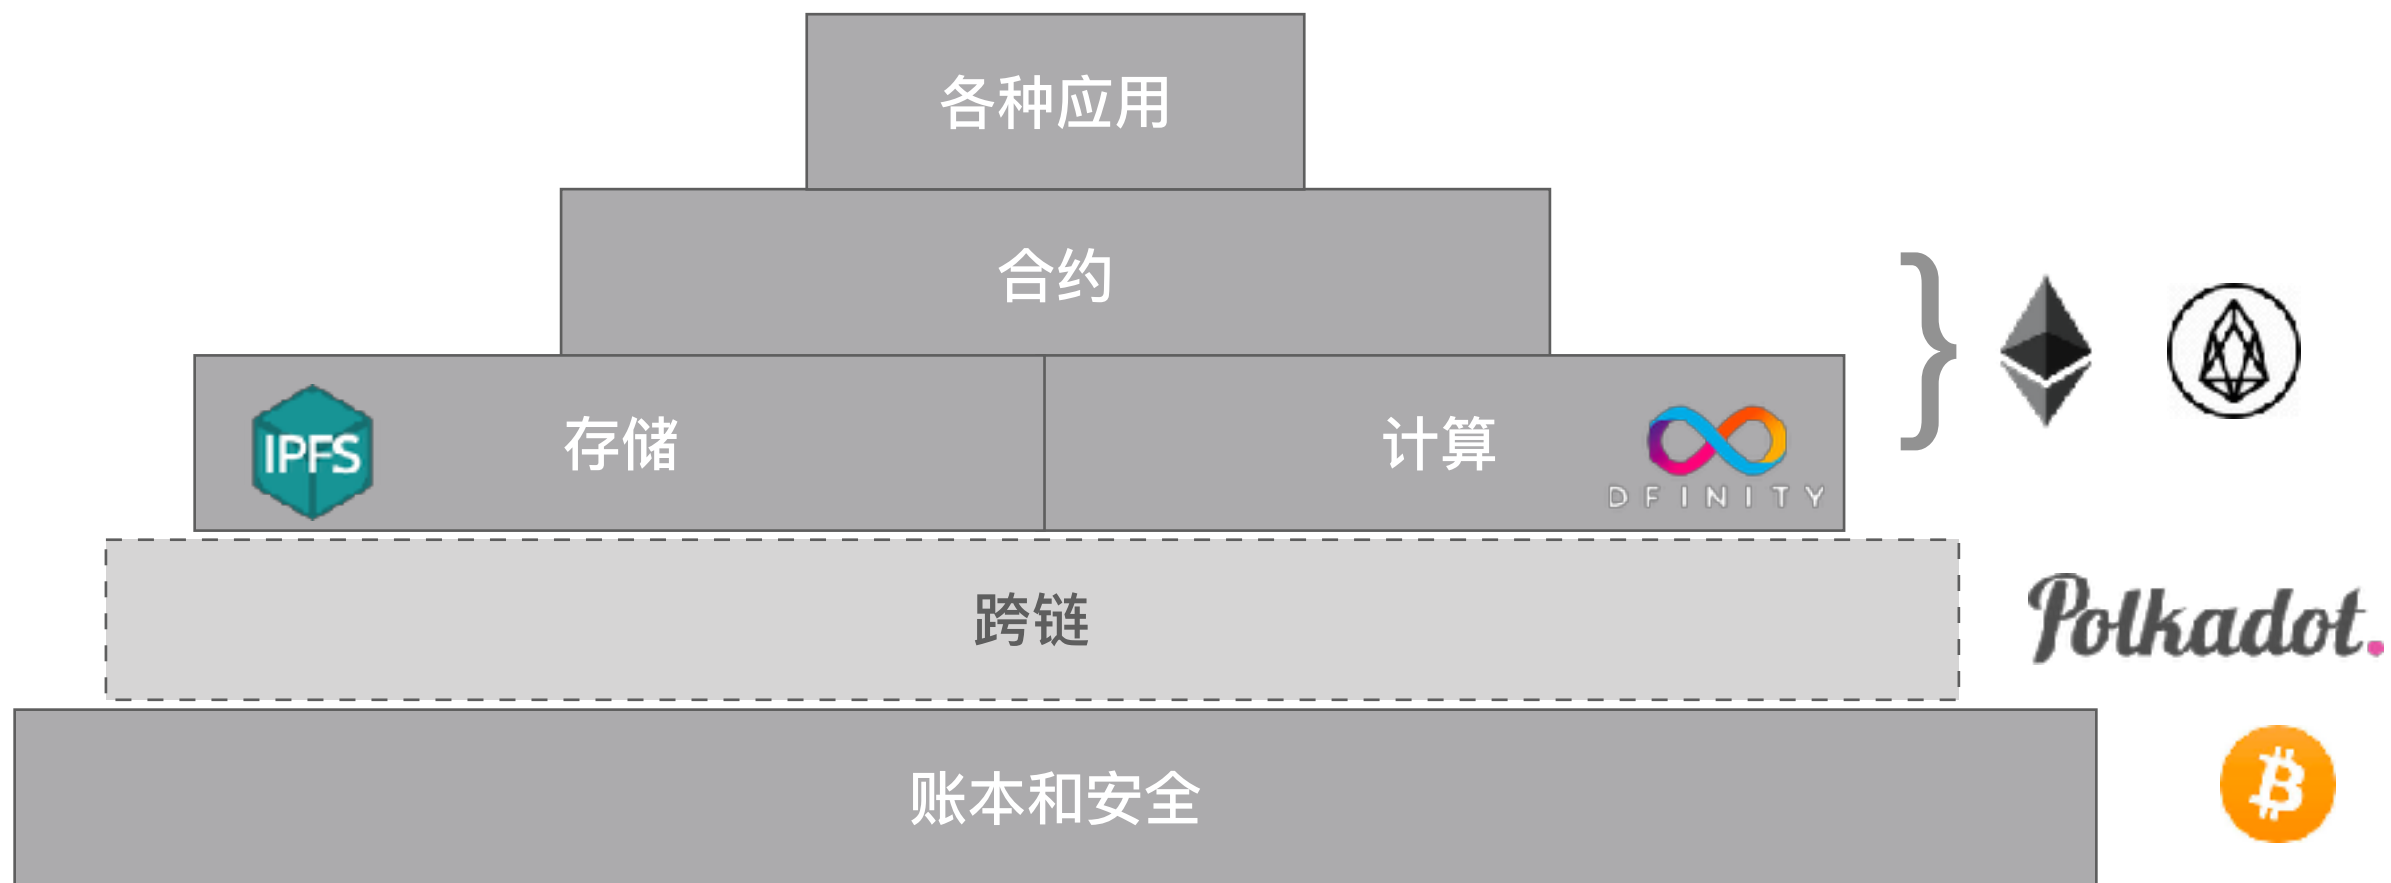 各种应用
合约
IPFS
存储
计算
DFINITY
跨链
Polkadot.
账本和安全